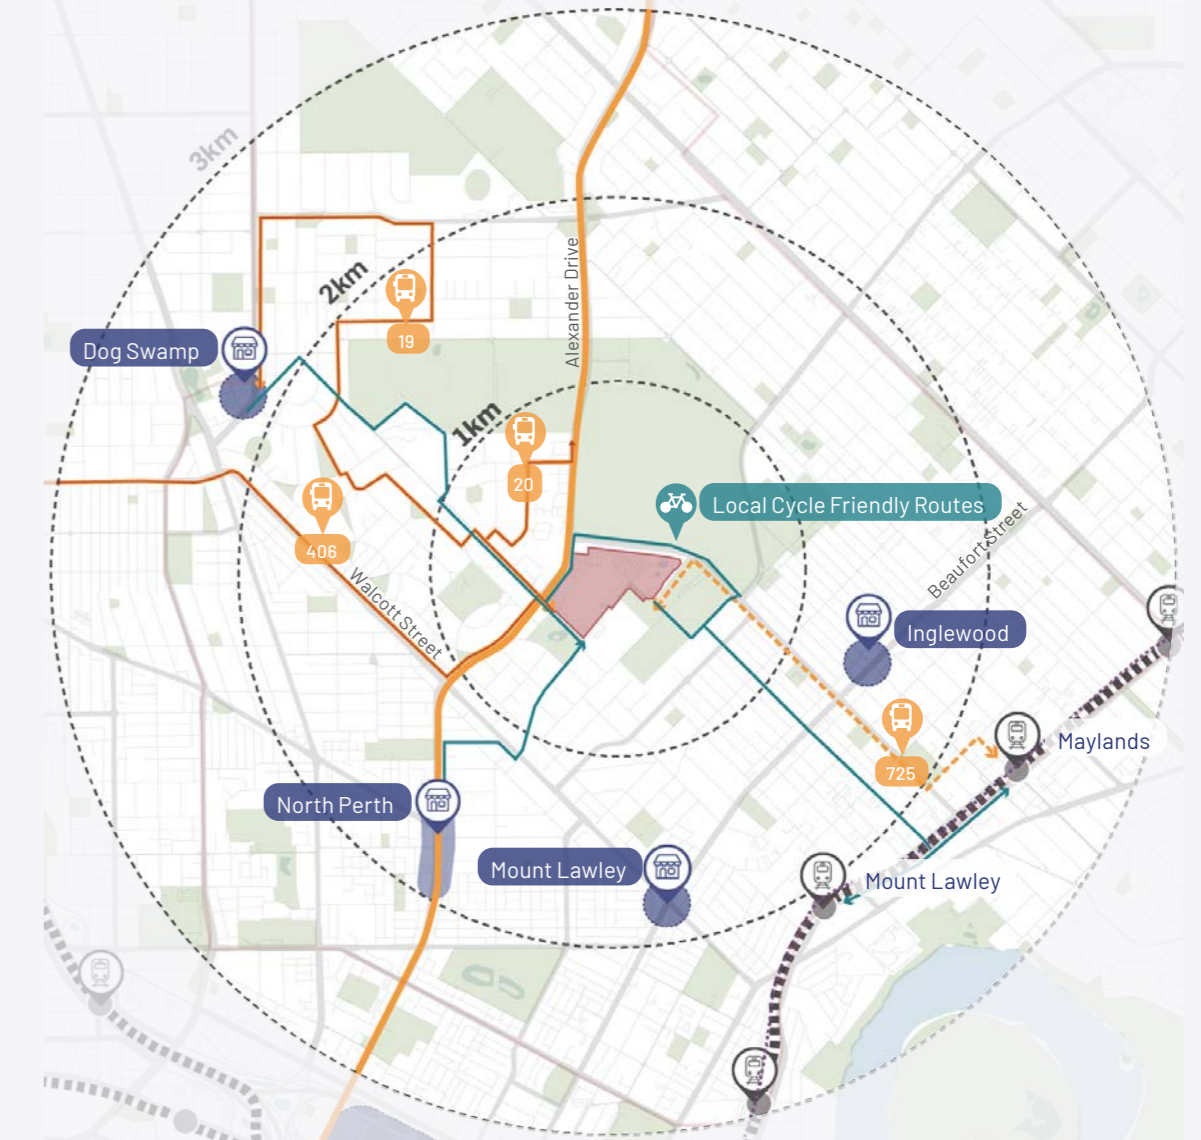 3km
Alexander Drive
2km
19
Dog Swamp
1km
20
406
Local Cycle Friendly Routes
Beaufort Street
Walcott Street
Inglewood
725
Maylands
North Perth
Mount Lawley
Mount Lawley